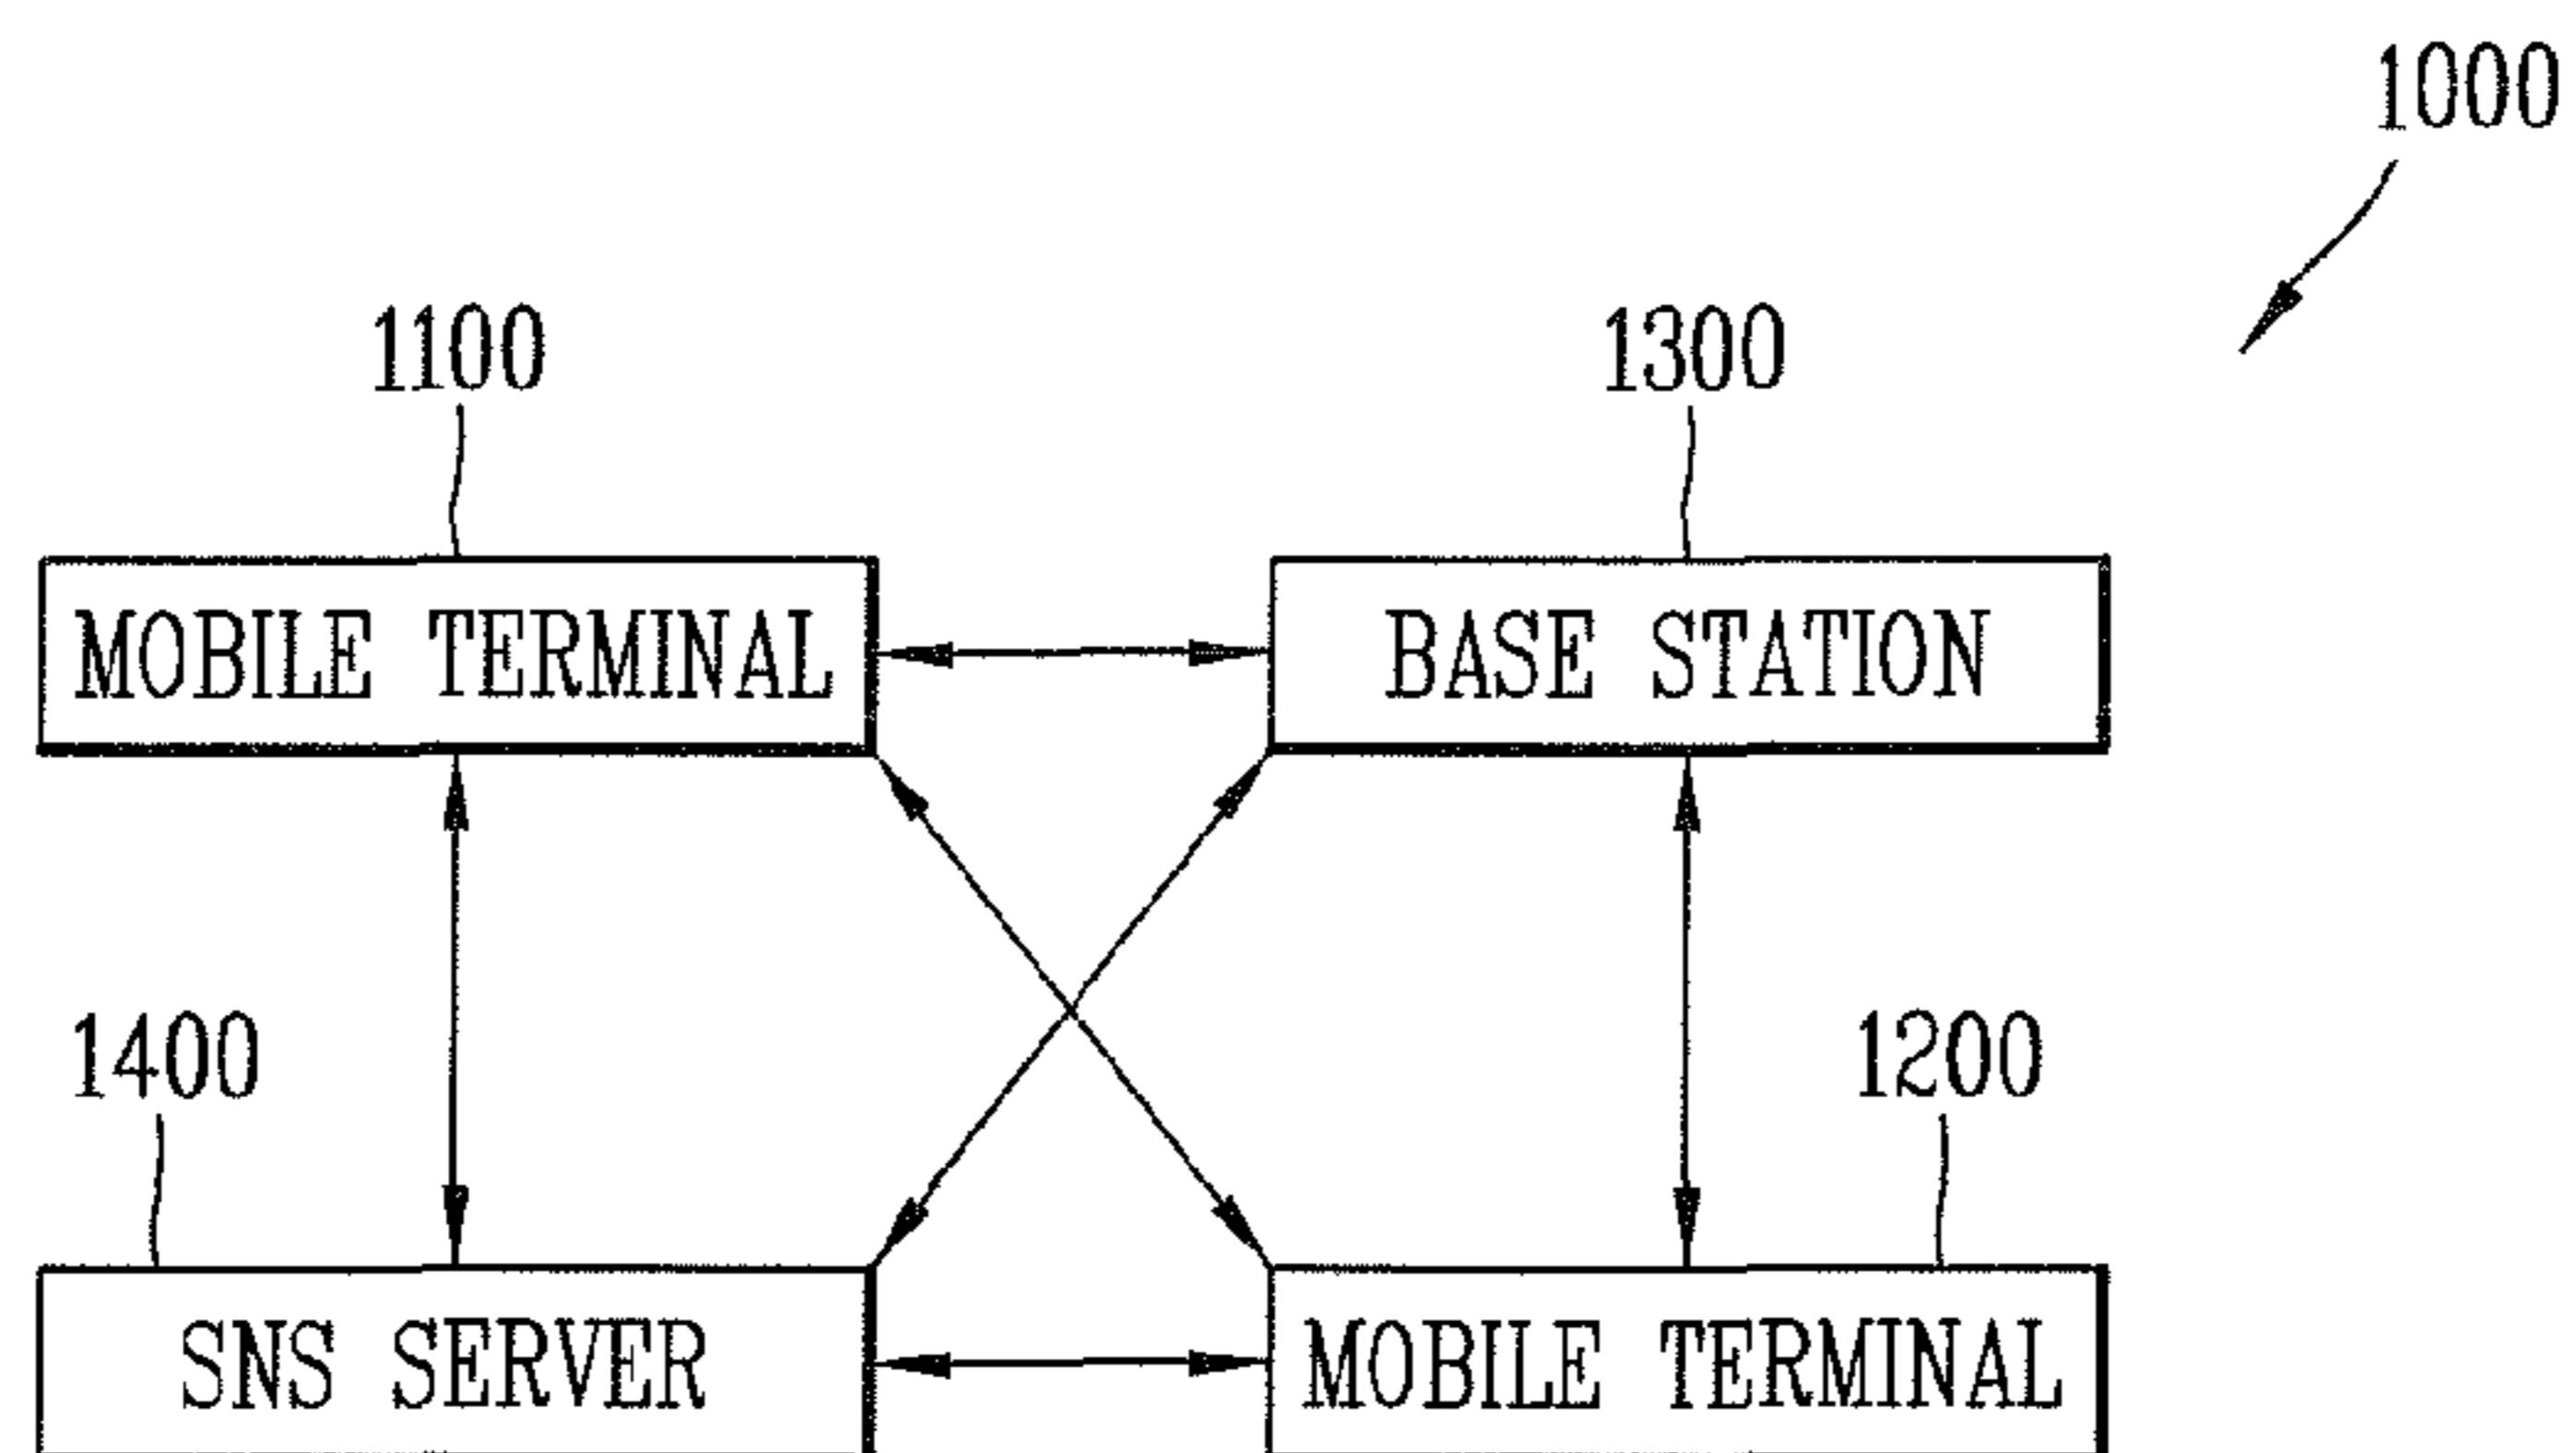 1000
1100
1300
MOBILE TERMINAL
BASE STATION
1400
1200
SNS SERVER
MOBILE TERMINAL